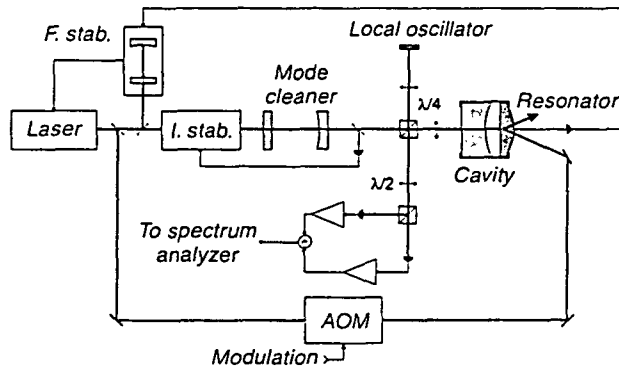 F. stab.
Local oscillator
Mode
cleaner
λ/4
Resonator
Laser
I. stab.
Cavity
λ/2
To spectrum
analyzer
AOM
Modulation